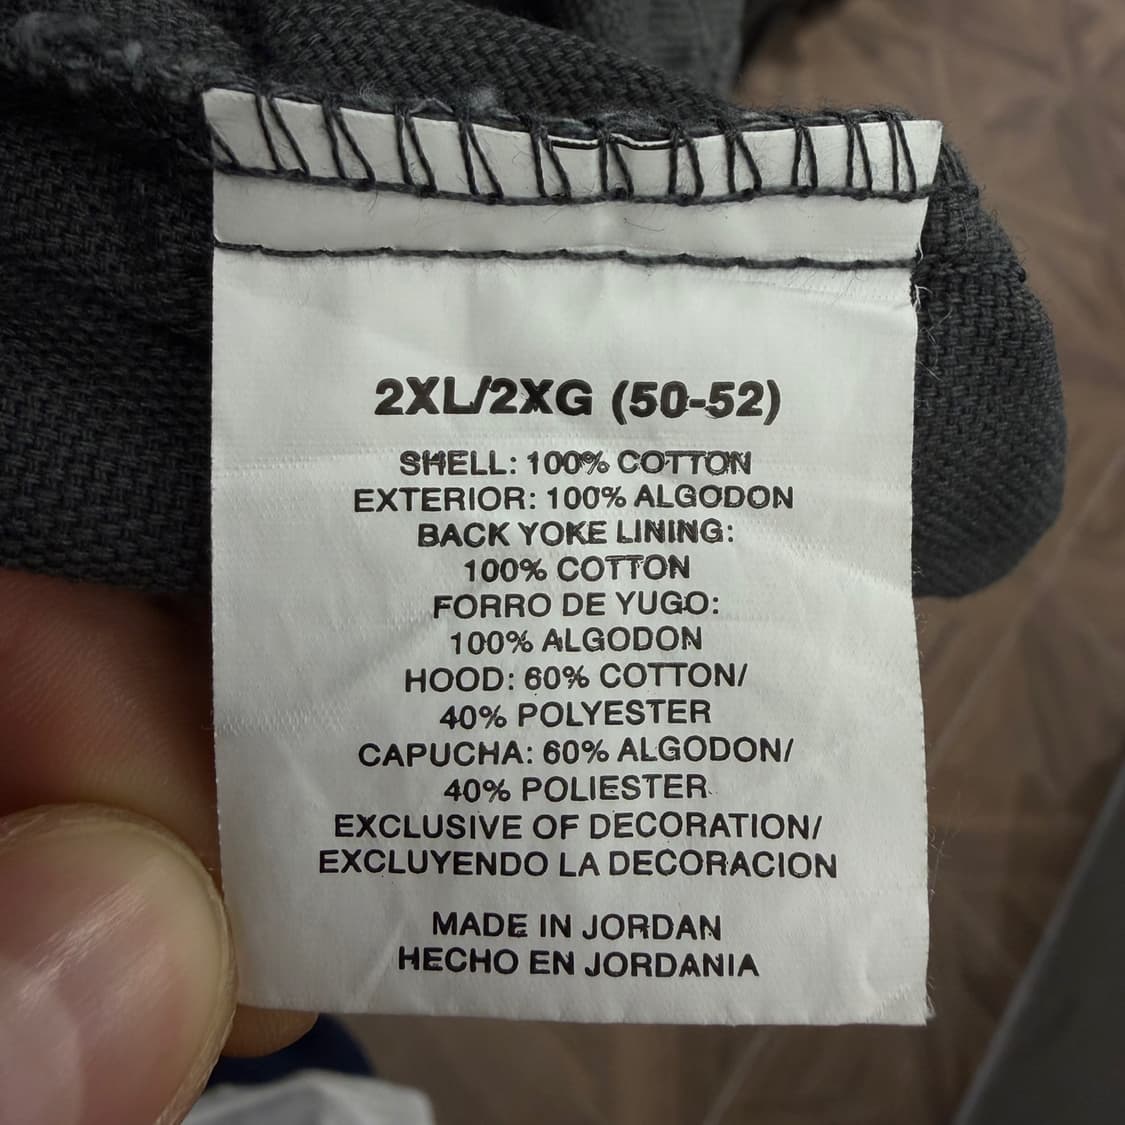 2XL/2XG (50-52)
SHELL: 100% COTTON
EXTERIOR: 100% ALGODON
BACK YOKE LINING:
100% COTTON
FORRO DE YUGO:
100% ALGODON
HOOD: 60% COTTON/
40% POLYESTER
CAPUCHA: 60% ALGODON/
40% POLIESTER
EXCLUSIVE OF DECORATION/
EXCLUYENDO LA DECORACION
MADE IN JORDAN
HECHO EN JORDANIA